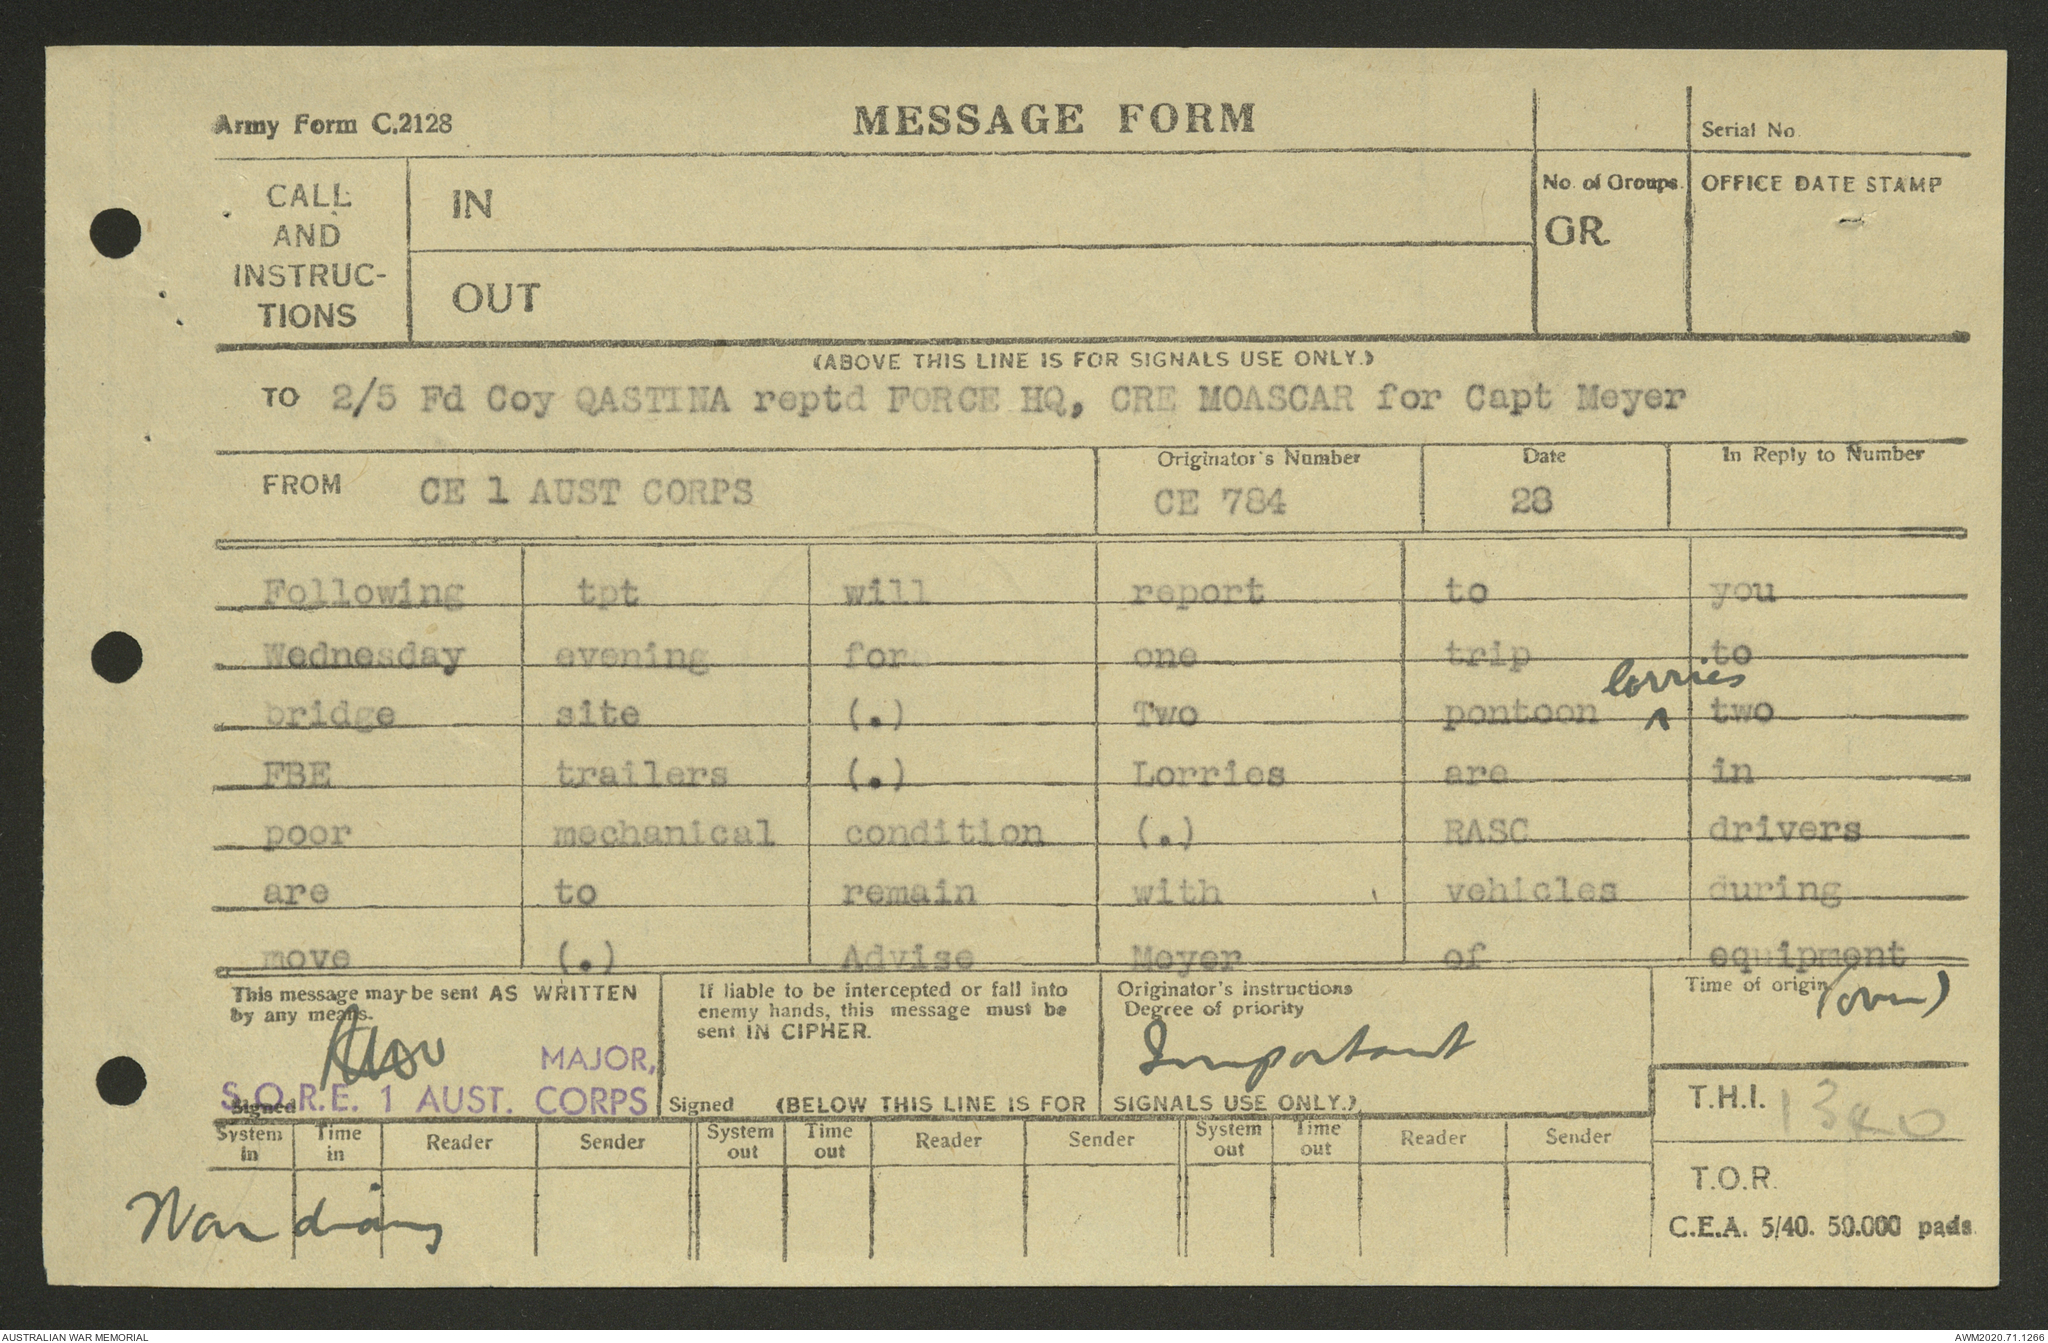 Army Form C.2128
MESSAGE FORM
Serial No.
CALL AND INSTRUC-TIONS
IN
OUT
No. of Groups
GR.
OFFICE DATE STAMP
(ABOVE THIS LINE IS FOR SIGNALS USE ONLY.)
TO 2/5 Fd Coy QASTINA reptd FORCE HQ, CRE MOASCAR for Capt Meyer
FROM CE 1 AUST CORPS
Originator's Number CE 784
Date 28
In Reply to Number
Following tpt will report to you
Wednesday evening for one trip to
bridge site (.) Two pontoon lorries two
FBE trailers (.) Lorries are in
poor mechanical condition (.) RASC drivers
are to remain with vehicles during
move (.) Advise Meyer of equipment
This message may be sent AS WRITTEN
by any means.
MAJOR,
S.O.R.E. 1 AUST. CORPS
Signed
If liable to be intercepted or fall into
enemy hands, this message must be
sent IN CIPHER.
Signed
Originator's instructions
Degree of priority
Important
Time of origin
(over)
(BELOW THIS LINE IS FOR SIGNALS USE ONLY.)
T.H.I. 1340
System in Time in Reader Sender System out Time out Reader Sender System out Time out Reader Sender
T.O.R.
War diary
C.E.A. 5/40. 50.000 pads.
AUSTRALIAN WAR MEMORIAL
AWM2020.71.1266